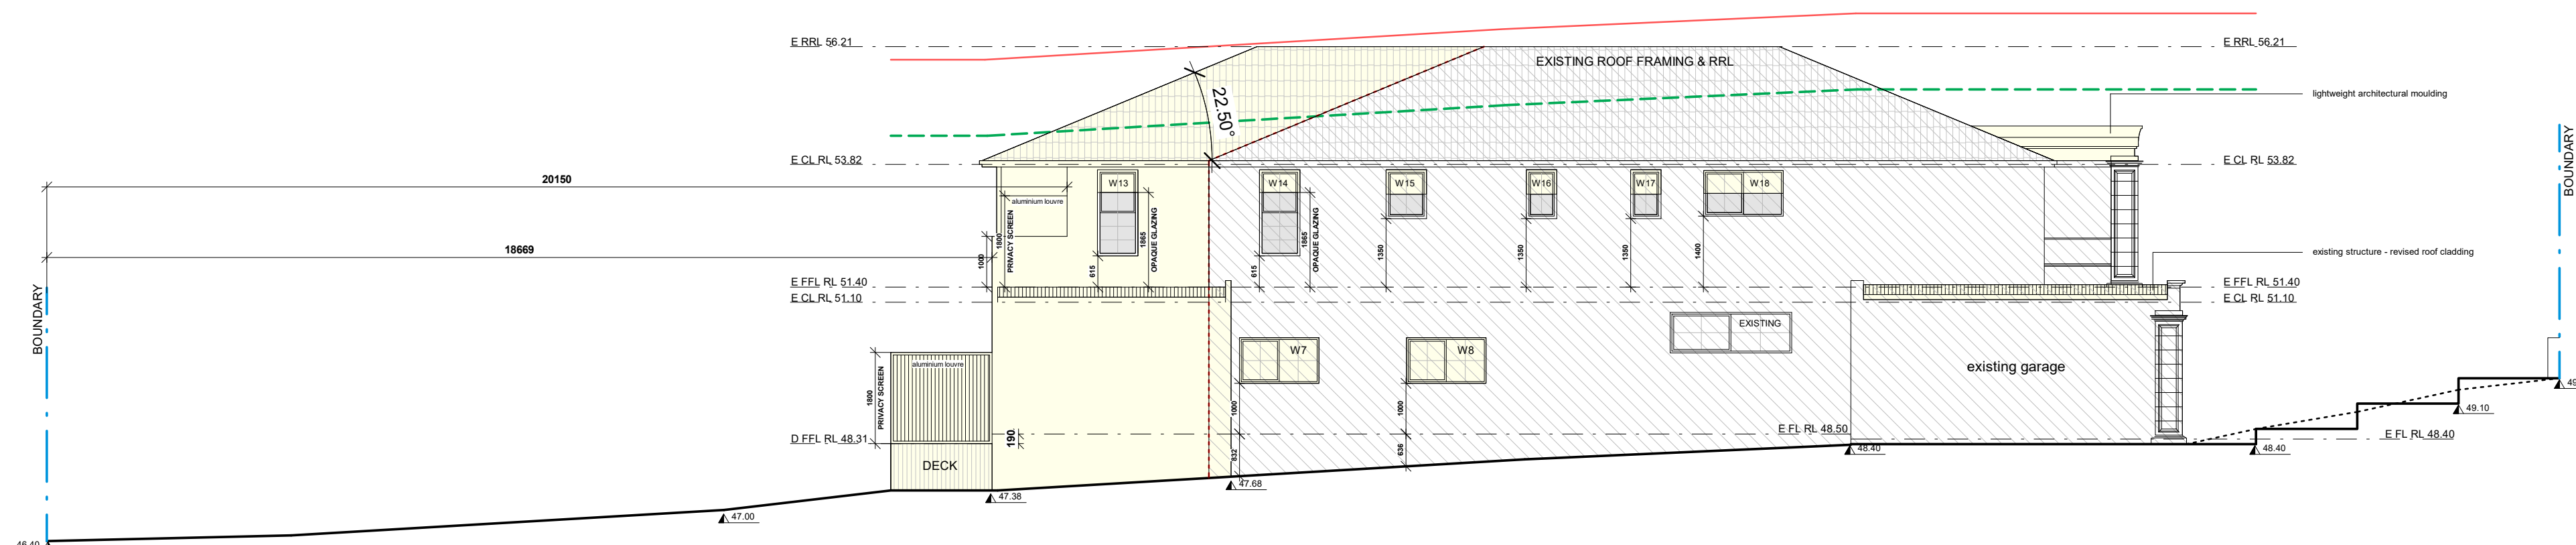 E RRL 56.21
E RRL 56.21
EXISTING ROOF FRAMING & RRL
22.50°
lightweight architectural moulding
E CL RL 53.82
E CL RL 53.82
BOUNDARY
20150
W13
W14
W15
W16
W17
W18
aluminium louvre
1800
PRIVACY SCREEN
1865
OPAQUE GLAZING
1865
OPAQUE GLAZING
18669
1000
615
615
1350
1350
1350
1400
existing structure - revised roof cladding
E FFL RL 51.40
E CL RL 51.10
E FFL RL 51.40
E CL RL 51.10
BOUNDARY
EXISTING
W7
W8
aluminium louvre
1800
PRIVACY SCREEN
existing garage
1000
1000
49.10
D FFL RL 48.31
190
E FL RL 48.50
E FL RL 48.40
832
636
48.40
48.40
DECK
47.68
47.38
47.00